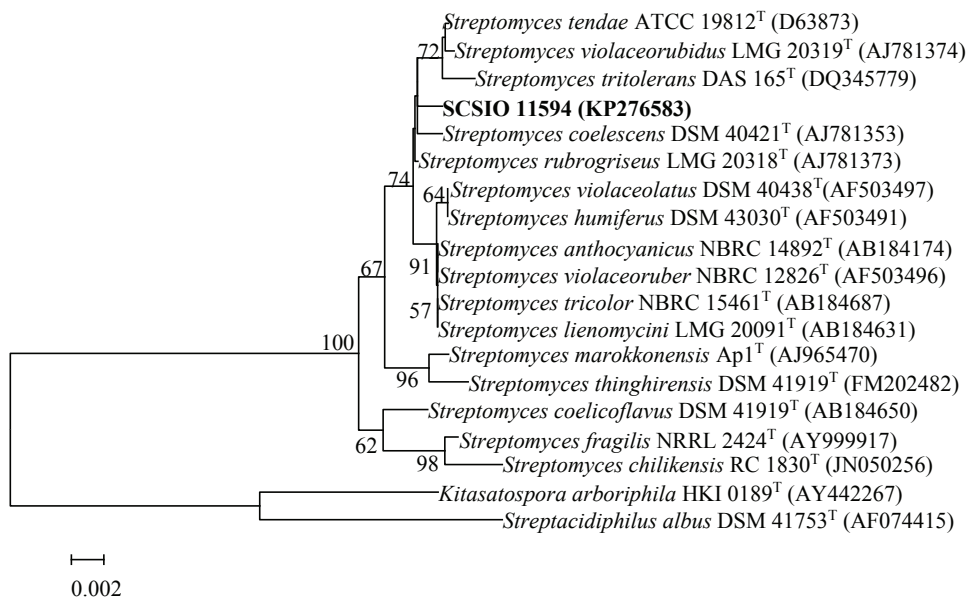 Streptomyces tendae ATCC 19812T (D63873)
72
Streptomyces violaceorubidus LMG 20319T (AJ781374)
Streptomyces tritolerans DAS 165T (DQ345779)
SCSIO 11594 (KP276583)
Streptomyces coelescens DSM 40421T (AJ781353)
Streptomyces rubrogriseus LMG 20318T (AJ781373)
74
64
Streptomyces violaceolatus DSM 40438T(AF503497)
Streptomyces humiferus DSM 43030T (AF503491)
Streptomyces anthocyanicus NBRC 14892T (AB184174)
67
91
Streptomyces violaceoruber NBRC 12826T (AF503496)
Streptomyces tricolor NBRC 15461T (AB184687)
57
Streptomyces lienomycini LMG 20091T (AB184631)
100
Streptomyces marokkonensis Ap1T (AJ965470)
96
Streptomyces thinghirensis DSM 41919T (FM202482)
Streptomyces coelicoflavus DSM 41919T (AB184650)
62
Streptomyces fragilis NRRL 2424T (AY999917)
98
Streptomyces chilikensis RC 1830T (JN050256)
Kitasatospora arboriphila HKI 0189T (AY442267)
Streptacidiphilus albus DSM 41753T (AF074415)
0.002